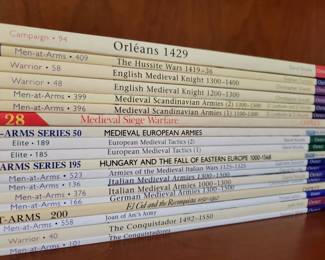 Campaign • 94
Orléans 1429
Men-at-Arms • 409
The Hussite Wars 1419–36
Warrior • 58
English Medieval Knight 1300–1400
Warrior • 48
English Medieval Knight 1200–1300
Men-at-Arms • 399
Medieval Scandinavian Armies (2) 1300–1500
Men-at-Arms • 396
Medieval Scandinavian Armies (1) 1100–1300
28
Medieval Siege Warfare
-ARMS SERIES 50
MEDIEVAL EUROPEAN ARMIES
Elite • 189
European Medieval Tactics (2)
Elite • 185
European Medieval Tactics (1)
ARMS SERIES 195
HUNGARY AND THE FALL OF EASTERN EUROPE 1000-1568
Men-at-Arms • 523
Armies of the Medieval Italian Wars 1125–1325
Men-at-Arms • 136
Italian Medieval Armies 1300–1500
Men-at-Arms • 376
Italian Medieval Armies 1000–1300
Men-at-Arms • 166
German Medieval Armies 1300–1500
El Cid and the Reconquista 1050-1492
T-ARMS 200
Men-at-Arms • 558
Joan of Arc's Army
Warrior • 40
The Conquistador 1492–1550
The Conquistadores